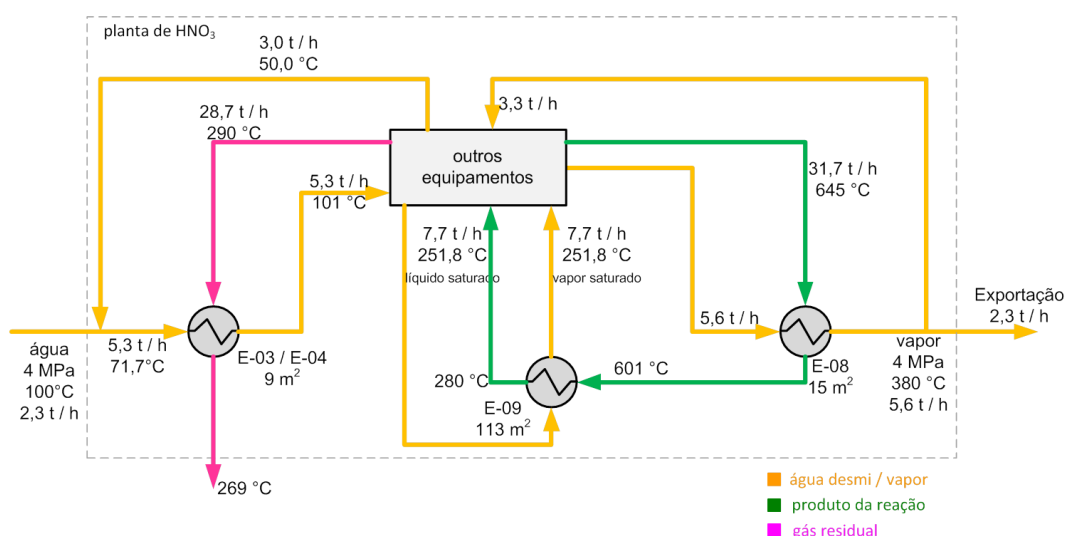 planta de HNO₃
3,0 t / h
50,0 °C
28,7 t / h
290 °C
3,3 t / h
outros
equipamentos
5,3 t / h
101 °C
31,7 t / h
645 °C
7,7 t / h
251,8 °C
líquido saturado
7,7 t / h
251,8 °C
vapor saturado
água
4 MPa
100°C
2,3 t / h
5,3 t / h
71,7°C
E-03 / E-04
9 m²
280 °C
E-09
113 m²
601 °C
5,6 t / h
E-08
15 m²
vapor
4 MPa
380 °C
5,6 t / h
Exportação
2,3 t / h
269 °C
água desmi / vapor
produto da reação
gás residual